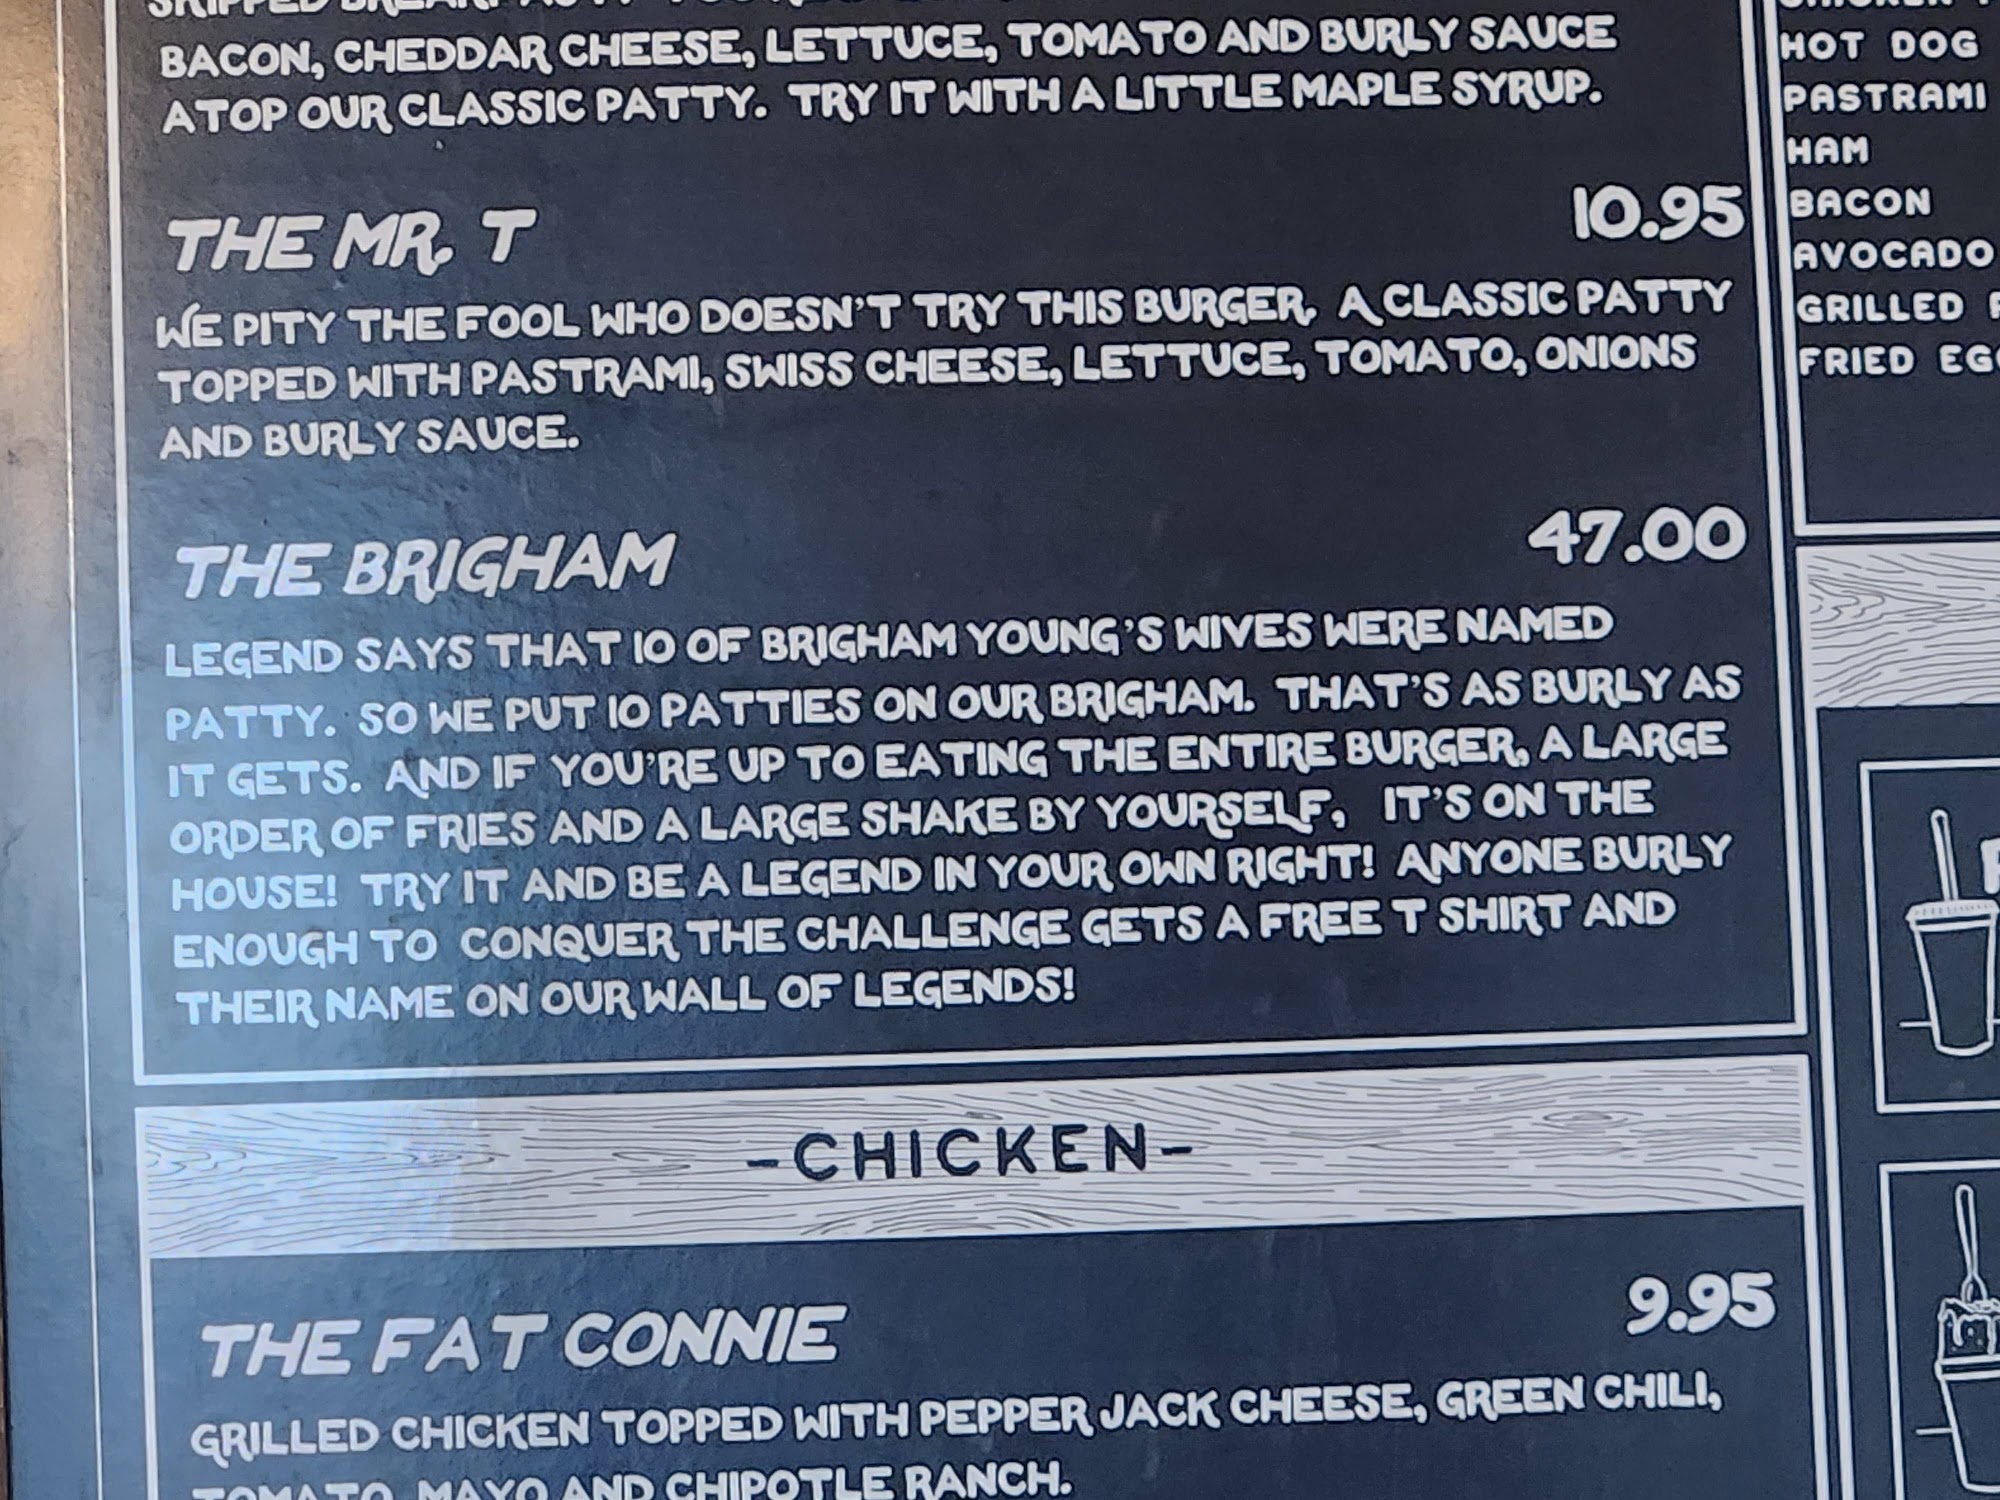 BACON, CHEDDAR CHEESE, LETTUCE, TOMATO AND BURLY SAUCE
ATOP OUR CLASSIC PATTY. TRY IT WITH A LITTLE MAPLE SYRUP.
THE MR. T 10.95
WE PITY THE FOOL WHO DOESN'T TRY THIS BURGER. A CLASSIC PATTY
TOPPED WITH PASTRAMI, SWISS CHEESE, LETTUCE, TOMATO, ONIONS
AND BURLY SAUCE.
THE BRIGHAM 47.00
LEGEND SAYS THAT 10 OF BRIGHAM YOUNG'S WIVES WERE NAMED
PATTY. SO WE PUT 10 PATTIES ON OUR BRIGHAM. THAT'S AS BURLY AS
IT GETS. AND IF YOU'RE UP TO EATING THE ENTIRE BURGER, A LARGE
ORDER OF FRIES AND A LARGE SHAKE BY YOURSELF, IT'S ON THE
HOUSE! TRY IT AND BE A LEGEND IN YOUR OWN RIGHT! ANYONE BURLY
ENOUGH TO CONQUER THE CHALLENGE GETS A FREE T SHIRT AND
THEIR NAME ON OUR WALL OF LEGENDS!
-CHICKEN-
THE FAT CONNIE 9.95
GRILLED CHICKEN TOPPED WITH PEPPER JACK CHEESE, GREEN CHILI,
TOMATO, MAYO AND CHIPOTLE RANCH.
HOT DOG
PASTRAMI
HAM
BACON
AVOCADO
GRILLED
FRIED